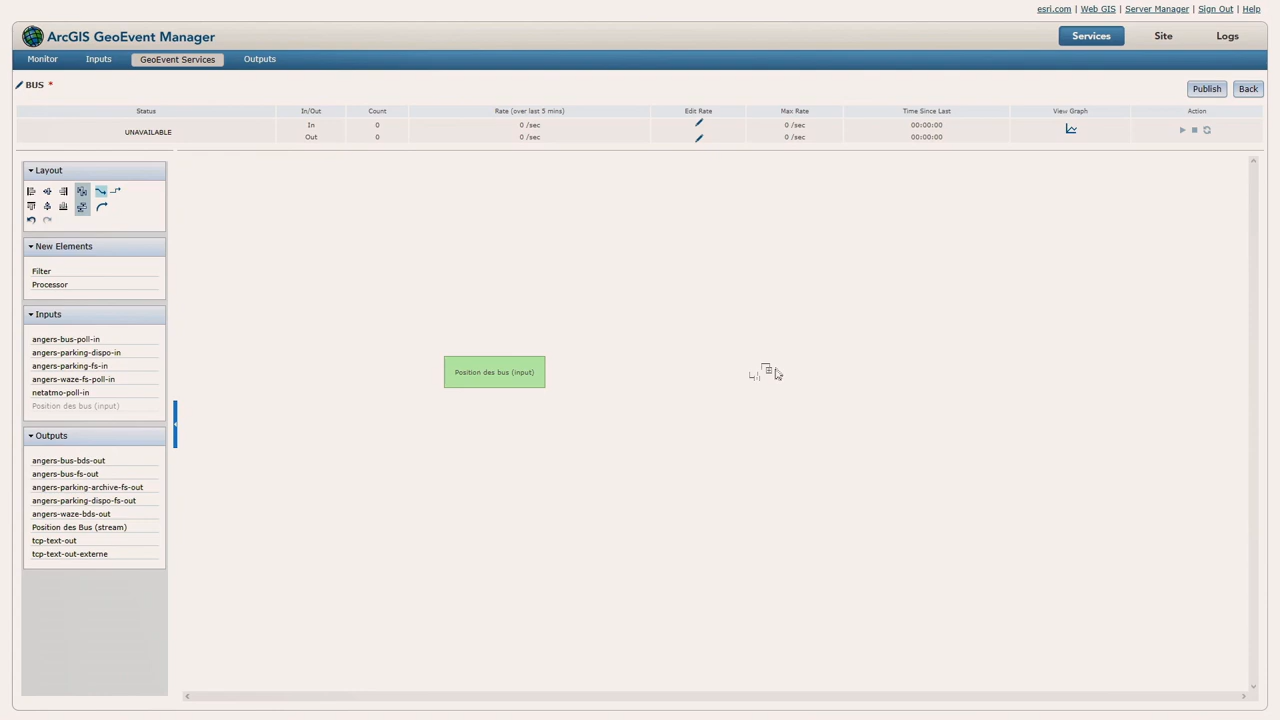 esri.com | Web GIS | Server Manager | Sign Out | Help
ArcGIS GeoEvent Manager
Services Site Logs
Monitor Inputs GeoEvent Services Outputs
BUS *
Publish Back
Status In/Out Count Rate (over last 5 mins) Edit Rate Max Rate Time Since Last View Graph Action
UNAVAILABLE
In 0 0 /sec 0 /sec 00:00:00
Out 0 0 /sec 0 /sec 00:00:00
Layout
New Elements
Filter
Processor
Inputs
angers-bus-poll-in
angers-parking-dispo-in
angers-parking-fs-in
angers-waze-fs-poll-in
netatmo-poll-in
Position des bus (input)
Outputs
angers-bus-bds-out
angers-bus-fs-out
angers-parking-archive-fs-out
angers-parking-dispo-fs-out
angers-waze-bds-out
Position des Bus (stream)
tcp-text-out
tcp-text-out-externe
Position des bus (input)